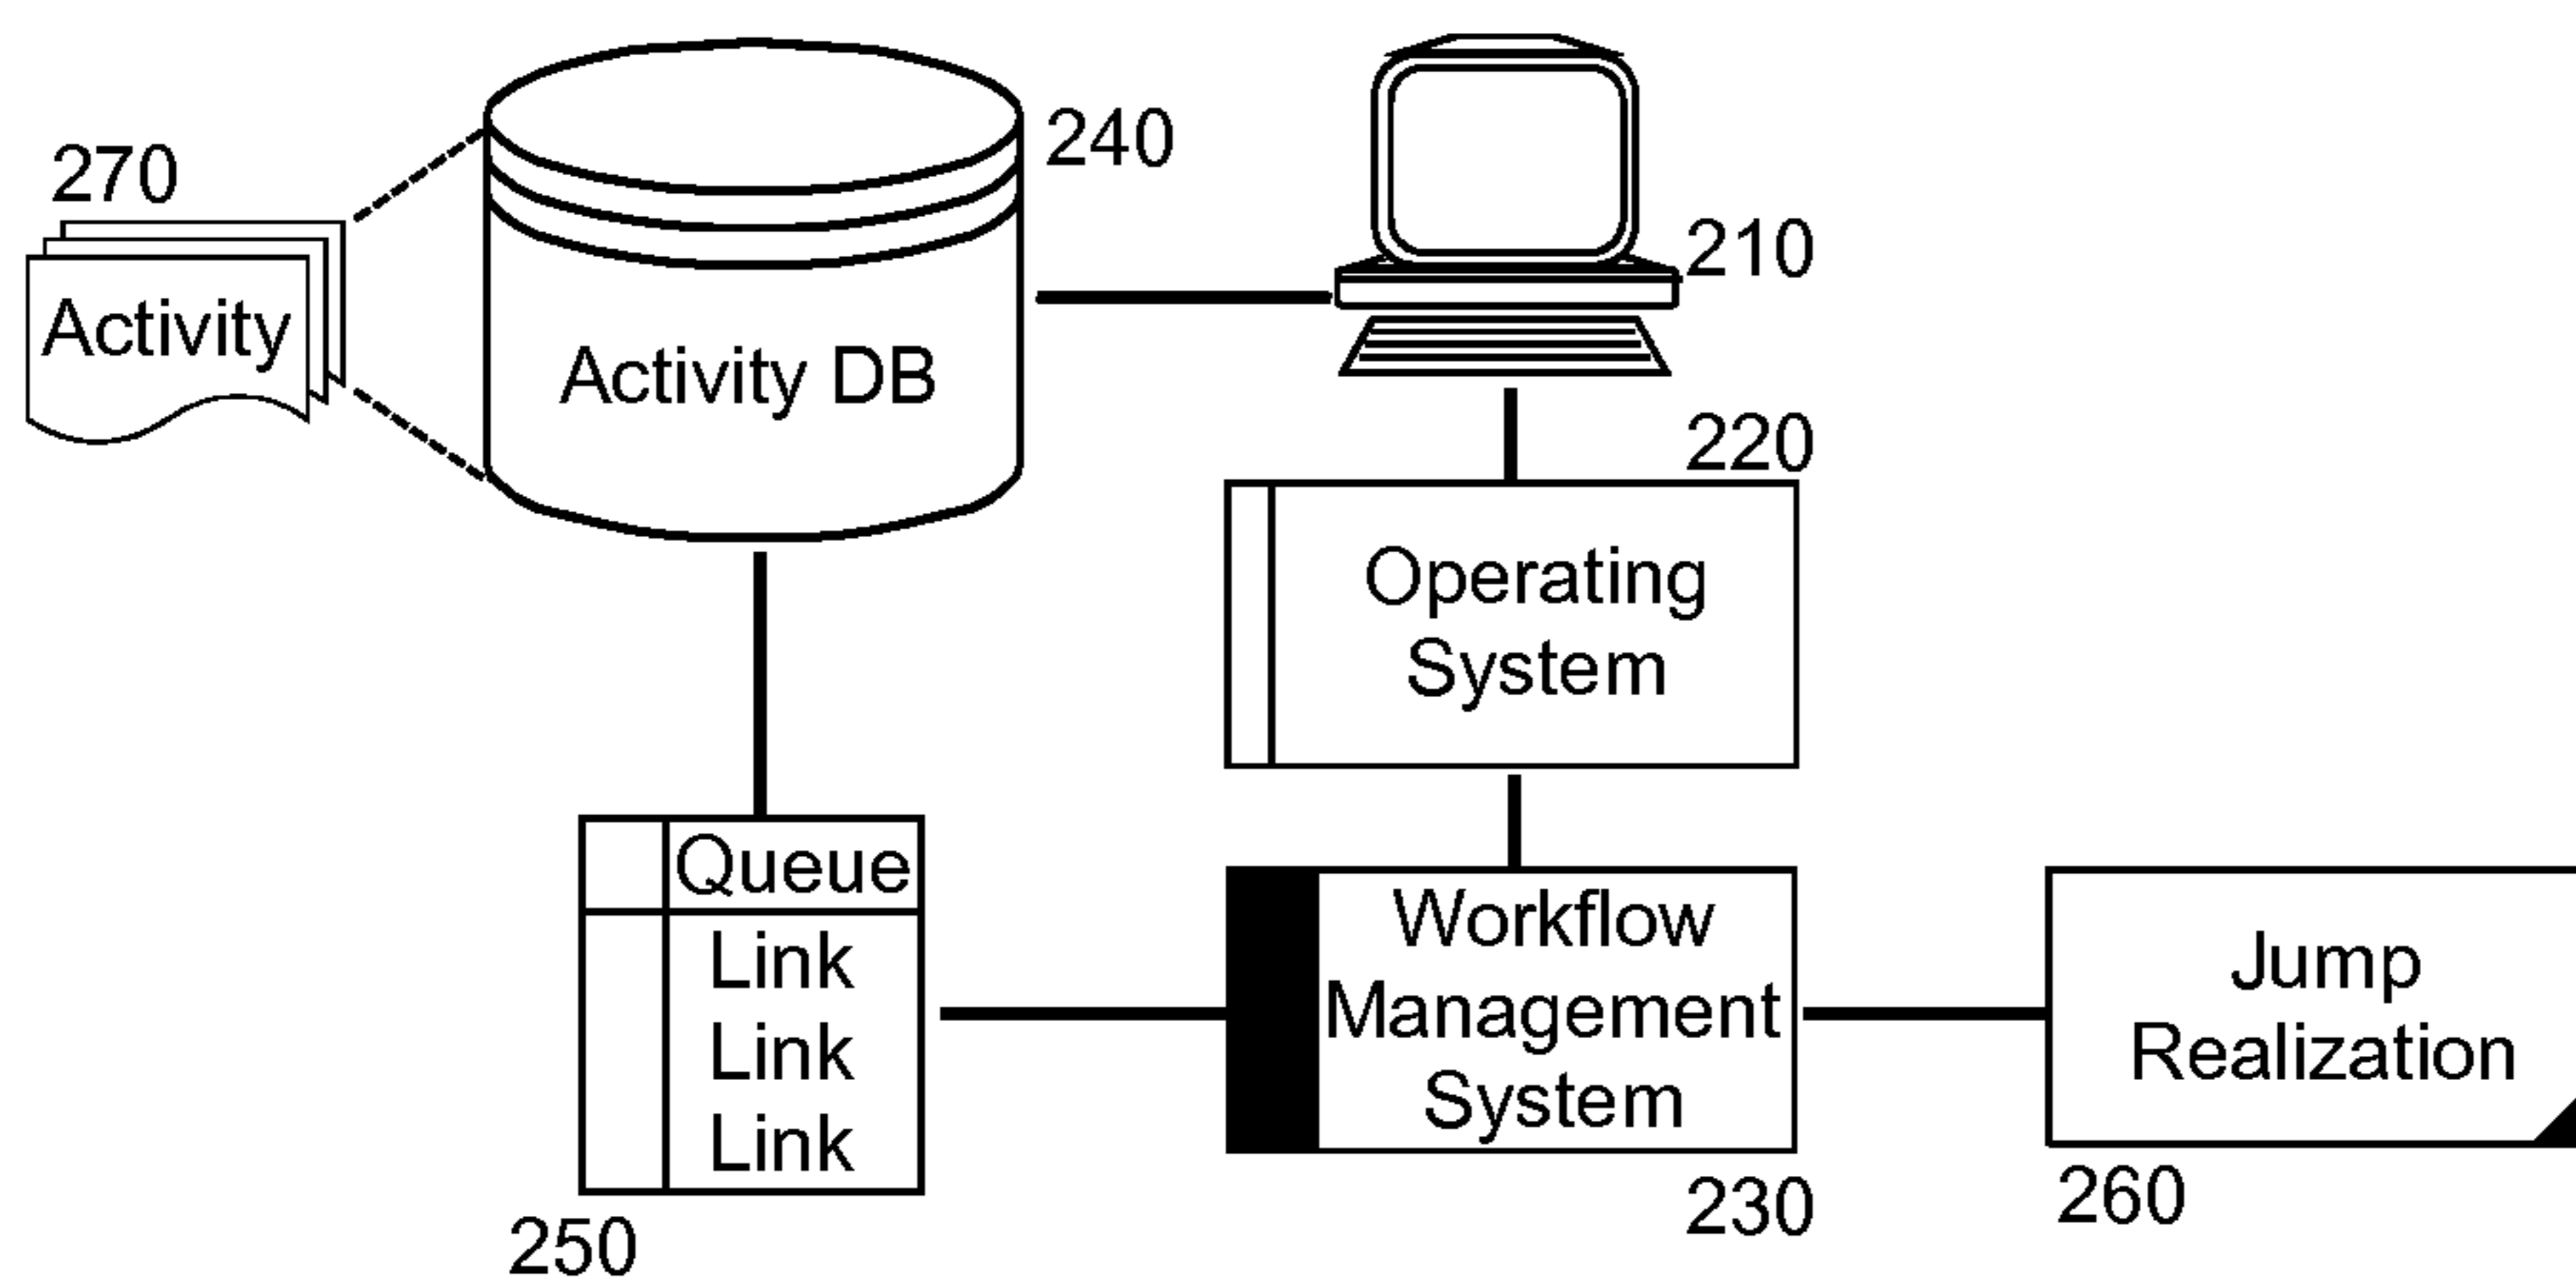 270
Activity
240
Activity DB
210
220
Operating
System
Queue
Link
Link
Link
250
Workflow
Management
System
230
Jump
Realization
260